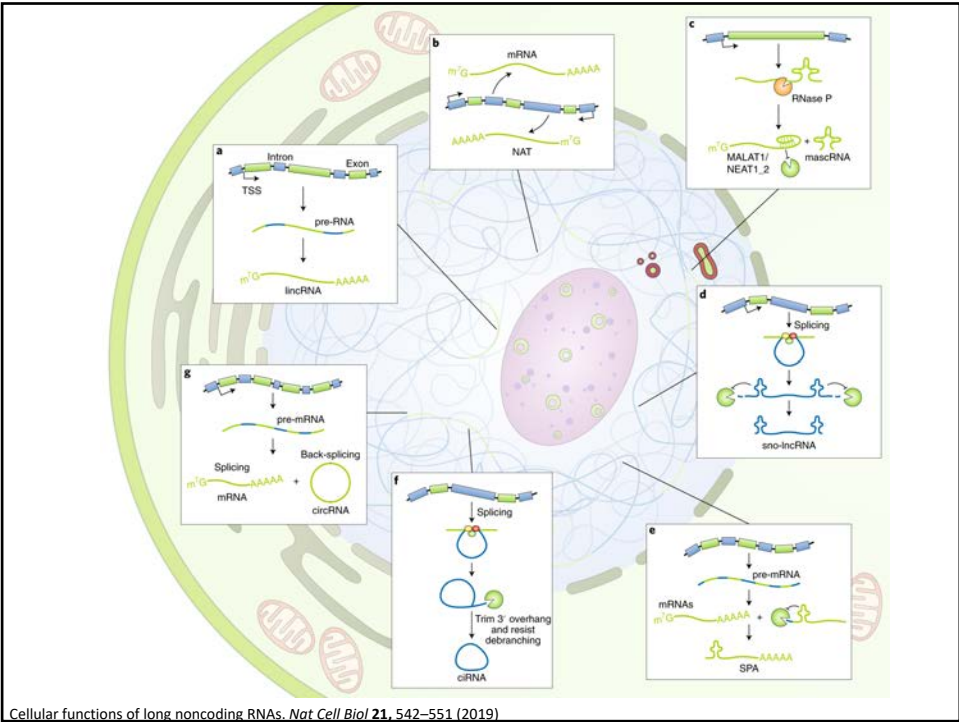 a
Intron
Exon
TSS
pre-RNA
m⁷G
AAAAA
lincRNA
b
mRNA
m⁷G
AAAAA
AAAAA
m⁷G
NAT
c
RNase P
m⁷G
+
MALAT1/
NEAT1_2
mascRNA
d
Splicing
sno-lncRNA
e
pre-mRNA
mRNAs
m⁷G
AAAAA
+
AAAAA
SPA
f
Splicing
Trim 3′ overhang
and resist
debranching
ciRNA
g
pre-mRNA
Splicing
Back-splicing
m⁷G
AAAAA
+
mRNA
circRNA
Cellular functions of long noncoding RNAs. Nat Cell Biol 21, 542–551 (2019)